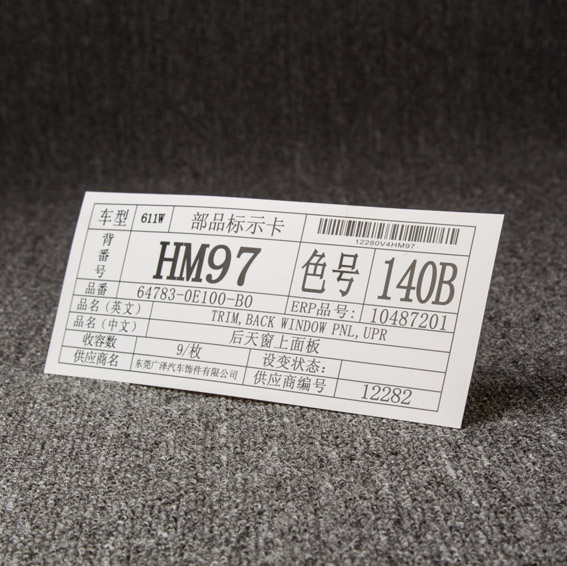 车型 611W 部品标示卡
12280V4HM97
背番号 HM97 色号 140B
品番 64783-0E100-B0 ERP品号: 10487201
品名（英文） TRIM,BACK WINDOW PNL,UPR
品名（中文） 后天窗上面板
收容数 9/枚 设变状态:
供应商名 东莞广泽汽车饰件有限公司 供应商编号 12282